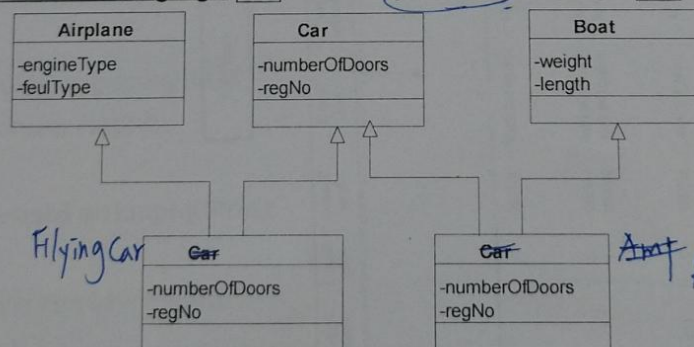 Airplane
-engineType
-feulType
Car
-numberOfDoors
-regNo
Boat
-weight
-length
FlyingCar
Car
-numberOfDoors
-regNo
Car
-numberOfDoors
-regNo